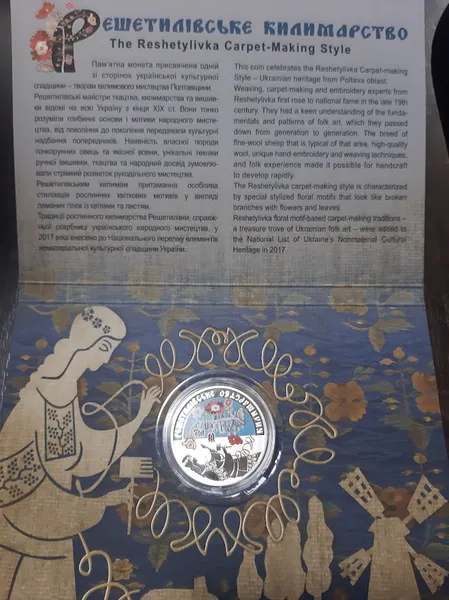 Решетилівське килимарство
The Reshetylivka Carpet-Making Style
Пам'ятна монета присвячена одній
зі сторінок української культурної
спадщини – творам килимового мистецтва Полтавщини.
Решетилівські майстри ткацтва, килимарства та вишив-
ки відомі на всю Україну з кінця XIX ст. Вони тонко
розуміли глибинні основи і мотиви народного мисте-
цтва, від покоління до покоління передавали культурні
надбання попередників. Наявність власної породи
тонкорунних овець та якісної вовни, унікальні техніки
ручної вишивки, ткацтва та народний досвід зумовлю-
вали стрімкий розвиток рукодільного мистецтва.
Решетилівським килимам притаманна особлива
стилізація рослинних квіткових мотивів у вигляді
ламаних гілок із квітами та листям.
Традиції рослинного килимарства Решетилівки, справж-
ньої скарбниці народного мистецтва, у
2017 році внесено до Національного переліку елементів
нематеріальної культурної спадщини України.
This coin celebrates the Reshetylivka Carpet-making
Style – Ukrainian heritage from Poltava oblast.
Weaving, carpet-making and embroidery experts from
Reshetylivka first rose to national fame in the late 19th
century. They had a keen understanding of the funda-
mentals and patterns of folk art, which they passed
down from generation to generation. The breed of
fine-wool sheep that is typical of that area, high-quality
wool, unique hand-embroidery and weaving techniques,
and folk experience made it possible for handcraft
to develop rapidly.
The Reshetylivka carpet-making style is characterized
by special stylized floral motifs that look like broken
branches with flowers and leaves.
Reshetylivka floral motif-based carpet-making traditions –
a treasure trove of Ukrainian folk art – were added to
the National List of Ukraine's Nonmaterial Cultural
Heritage in 2017.